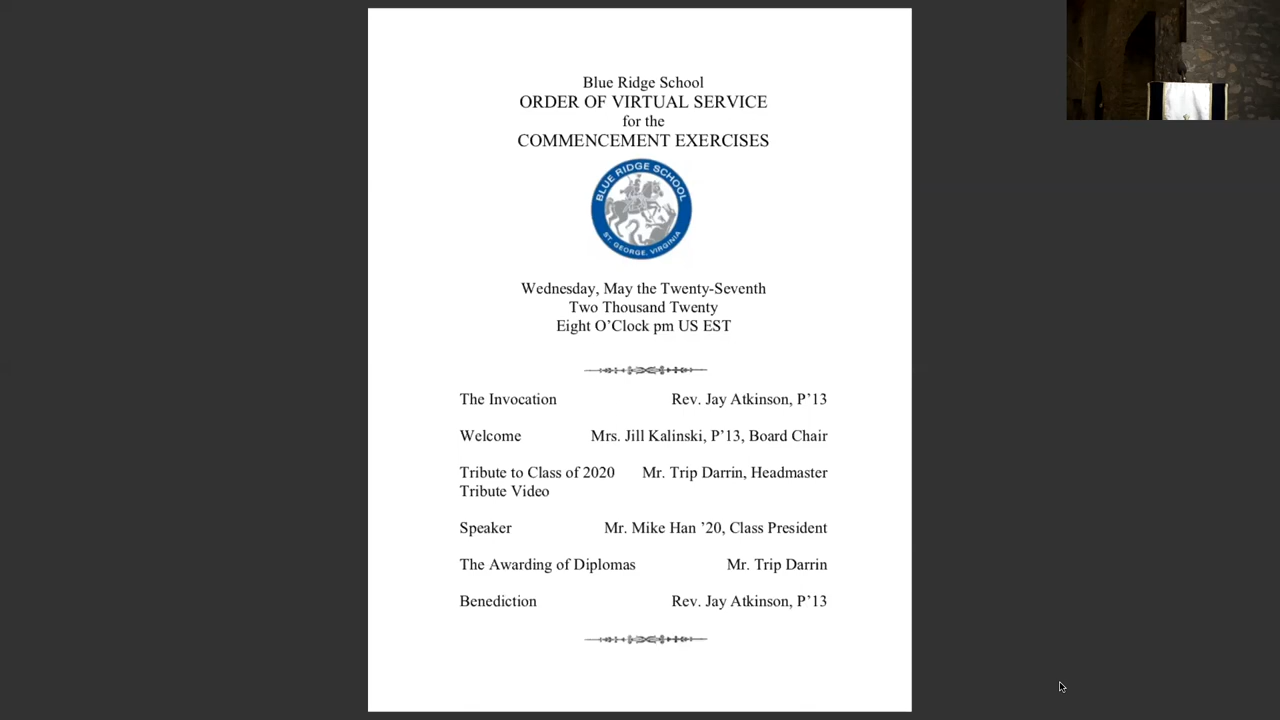 Blue Ridge School
ORDER OF VIRTUAL SERVICE
for the
COMMENCEMENT EXERCISES
BLUE RIDGE SCHOOL
ST. GEORGE, VIRGINIA
Wednesday, May the Twenty-Seventh
Two Thousand Twenty
Eight O’Clock pm US EST
The Invocation Rev. Jay Atkinson, P’13
Welcome Mrs. Jill Kalinski, P’13, Board Chair
Tribute to Class of 2020 Mr. Trip Darrin, Headmaster
Tribute Video
Speaker Mr. Mike Han ’20, Class President
The Awarding of Diplomas Mr. Trip Darrin
Benediction Rev. Jay Atkinson, P’13